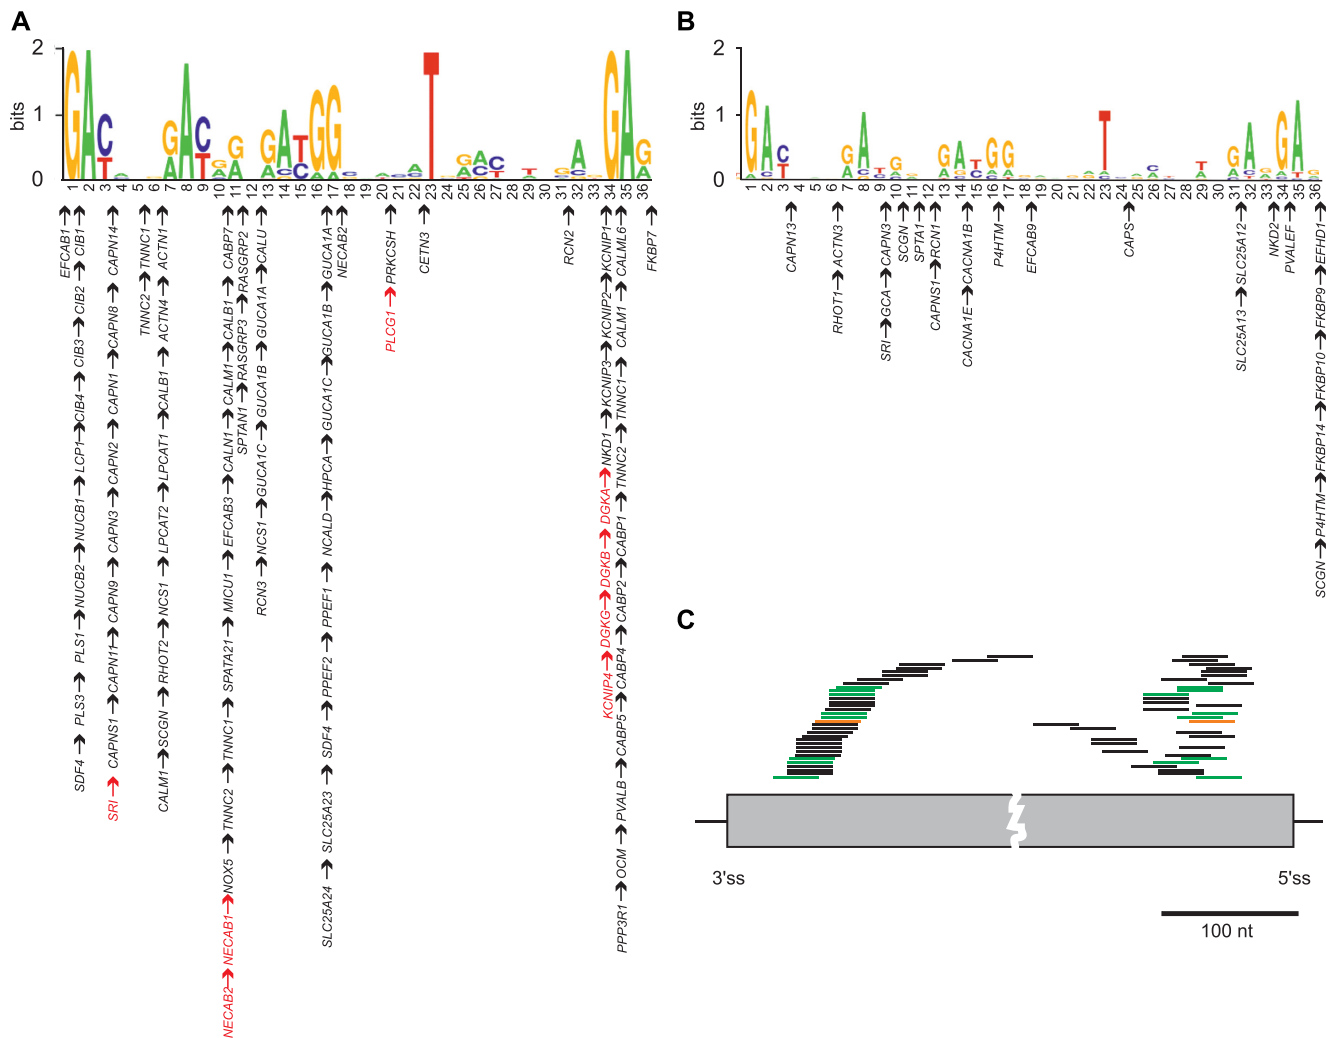 A
2
1
0
bits
G A C T G A A C T G A G A G A A C T C G A G A T G A C A C T G A C G A G A
1 2 3 4 5 6 7 8 9 10 11 12 13 14 15 16 17 18 19 20 21 22 23 24 25 26 27 28 29 30 31 32 33 34 35 36
EFCAB1
SDF4 PLS3 PLS1 NUCB2 NUCB1 LCP1 CIB4 CIB3 CIB2 CIB1
SRI CAPNS1 CAPN11 CAPN9 CAPN3 CAPN2 CAPN1 CAPN8 CAPN14
TNNC2 TNNC1
CALM1 SCGN RHOT2 NCS1 LPCAT2 LPCAT1 CALB1 ACTN4 ACTN1
NECAB2 NECAB1 NOX5 TNNC2 TNNC1 SPATA21 MICU1 EFCAB3 CALN1 CALM1 CALB1 CABP7
SPTAN1 RASGRP3 RASGRP2
RCN3 NCS1 GUCA1C GUCA1B GUCA1A CALU
SLC25A24 SLC25A23 SDF4 PPEF2 PPEF1 NCALD HPCA GUCA1C GUCA1B GUCA1A
NECAB2
PLCG1 PRKCSH
CETN3
RCN2
KCNIP4 DGKG DGKB DGKA NKD1 KCNIP3 KCNIP2 KCNIP1
PPP3R1 OCM PVALB CABP5 CABP4 CABP2 CABP1 TNNC2 TNNC1 CALM1 CALML6
FKBP7
B
2
1
0
bits
1 2 3 4 5 6 7 8 9 10 11 12 13 14 15 16 17 18 19 20 21 22 23 24 25 26 27 28 29 30 31 32 33 34 35 36
CAPN13
RHOT1 ACTN3
SRI GCA CAPN3
SCGN
SPTA1
CAPNS1 RCN1
CACNA1E CACNA1B
P4HTM
EFCAB9
CAPS
SLC25A13 SLC25A12
NKD2
PVALEF
SCGN P4HTM FKBP14 FKBP10 FKBP9 EFHD1
C
3'ss
5'ss
100 nt